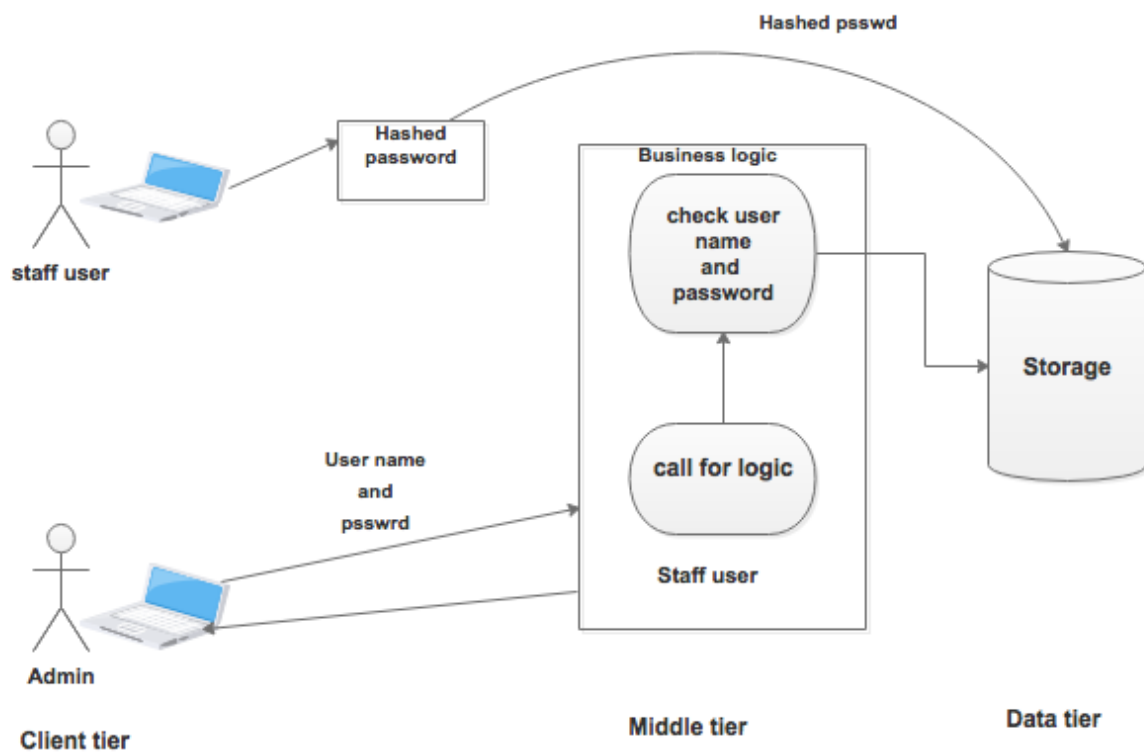 Hashed psswd
Hashed
password
staff user
Business logic
check user
name
and
password
Storage
call for logic
User name
and
psswrd
Staff user
Admin
Client tier
Middle tier
Data tier